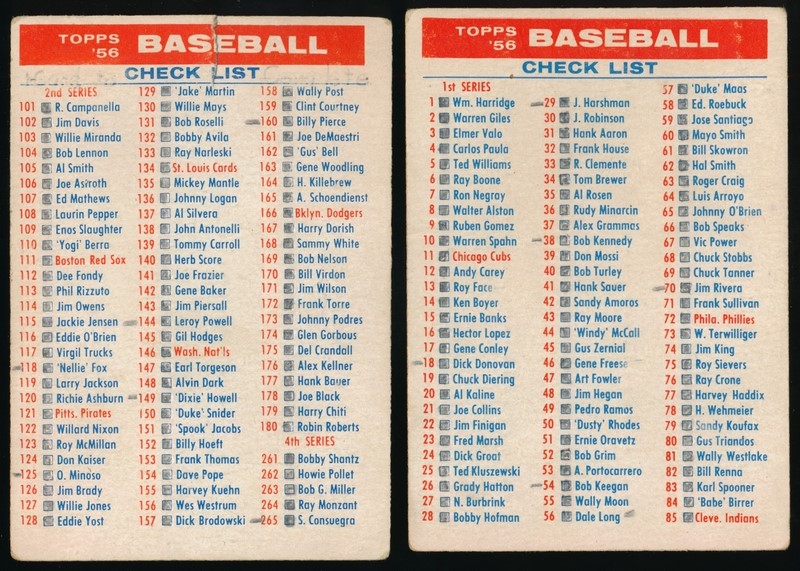 TOPPS '56 BASEBALL
CHECK LIST
2nd SERIES
101 R. Campanella
102 Jim Davis
103 Willie Miranda
104 Bob Lennon
105 Al Smith
106 Joe Astroth
107 Ed Mathews
108 Laurin Pepper
109 Enos Slaughter
110 'Yogi' Berra
111 Boston Red Sox
112 Dee Fondy
113 Phil Rizzuto
114 Jim Owens
115 Jackie Jensen
116 Eddie O'Brien
117 Virgil Trucks
118 'Nellie' Fox
119 Larry Jackson
120 Richie Ashburn
121 Pitts. Pirates
122 Willard Nixon
123 Roy McMillan
124 Don Kaiser
125 O. Minoso
126 Jim Brady
127 Willie Jones
128 Eddie Yost
129 'Jake' Martin
130 Willie Mays
131 Bob Roselli
132 Bobby Avila
133 Ray Narleski
134 St. Louis Cards
135 Mickey Mantle
136 Johnny Logan
137 Al Silvera
138 John Antonelli
139 Tommy Carroll
140 Herb Score
141 Joe Frazier
142 Gene Baker
143 Jim Piersall
144 Leroy Powell
145 Gil Hodges
146 Wash. Nat'ls
147 Earl Torgeson
148 Alvin Dark
149 'Dixie' Howell
150 'Duke' Snider
151 'Spook' Jacobs
152 Billy Hoeft
153 Frank Thomas
154 Dave Pope
155 Harvey Kuehn
156 Wes Westrum
157 Dick Brodowski
158 Wally Post
159 Clint Courtney
160 Billy Pierce
161 Joe DeMaestri
162 'Gus' Bell
163 Gene Woodling
164 H. Killebrew
165 A. Schoendienst
166 Bklyn. Dodgers
167 Harry Dorish
168 Sammy White
169 Bob Nelson
170 Bill Virdon
171 Jim Wilson
172 Frank Torre
173 Johnny Podres
174 Glen Gorbous
175 Del Crandall
176 Alex Kellner
177 Hank Bauer
178 Joe Black
179 Harry Chiti
180 Robin Roberts
4th SERIES
261 Bobby Shantz
262 Howie Pollet
263 Bob G. Miller
264 Ray Monzant
265 S. Consuegra
TOPPS '56 BASEBALL
CHECK LIST
1st SERIES
1 Wm. Harridge
2 Warren Giles
3 Elmer Valo
4 Carlos Paula
5 Ted Williams
6 Ray Boone
7 Ron Negray
8 Walter Alston
9 Ruben Gomez
10 Warren Spahn
11 Chicago Cubs
12 Andy Carey
13 Roy Face
14 Ken Boyer
15 Ernie Banks
16 Hector Lopez
17 Gene Conley
18 Dick Donovan
19 Chuck Diering
20 Al Kaline
21 Joe Collins
22 Jim Finigan
23 Fred Marsh
24 Dick Groat
25 Ted Kluszewski
26 Grady Hatton
27 N. Burbrink
28 Bobby Hofman
29 J. Harshman
30 J. Robinson
31 Hank Aaron
32 Frank House
33 R. Clemente
34 Tom Brewer
35 Al Rosen
36 Rudy Minarcin
37 Alex Grammas
38 Bob Kennedy
39 Don Mossi
40 Bob Turley
41 Hank Sauer
42 Sandy Amoros
43 Ray Moore
44 'Windy' McCall
45 Gus Zernial
46 Gene Freese
47 Art Fowler
48 Jim Hegan
49 Pedro Ramos
50 'Dusty' Rhodes
51 Ernie Oravetz
52 Bob Grim
53 A. Portocarrero
54 Bob Keegan
55 Wally Moon
56 Dale Long
57 'Duke' Maas
58 Ed. Roebuck
59 Jose Santiago
60 Mayo Smith
61 Bill Skowron
62 Hal Smith
63 Roger Craig
64 Luis Arroyo
65 Johnny O'Brien
66 Bob Speaks
67 Vic Power
68 Chuck Stobbs
69 Chuck Tanner
70 Jim Rivera
71 Frank Sullivan
72 Phila. Phillies
73 W. Terwilliger
74 Jim King
75 Roy Sievers
76 Ray Crone
77 Harvey Haddix
78 H. Wehmeier
79 Sandy Koufax
80 Gus Triandos
81 Wally Westlake
82 Bill Renna
83 Karl Spooner
84 'Babe' Birrer
85 Cleve. Indians